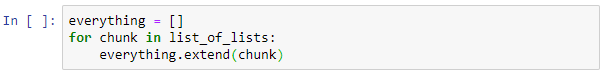 In [ ]: everything = []
for chunk in list_of_lists:
    everything.extend(chunk)